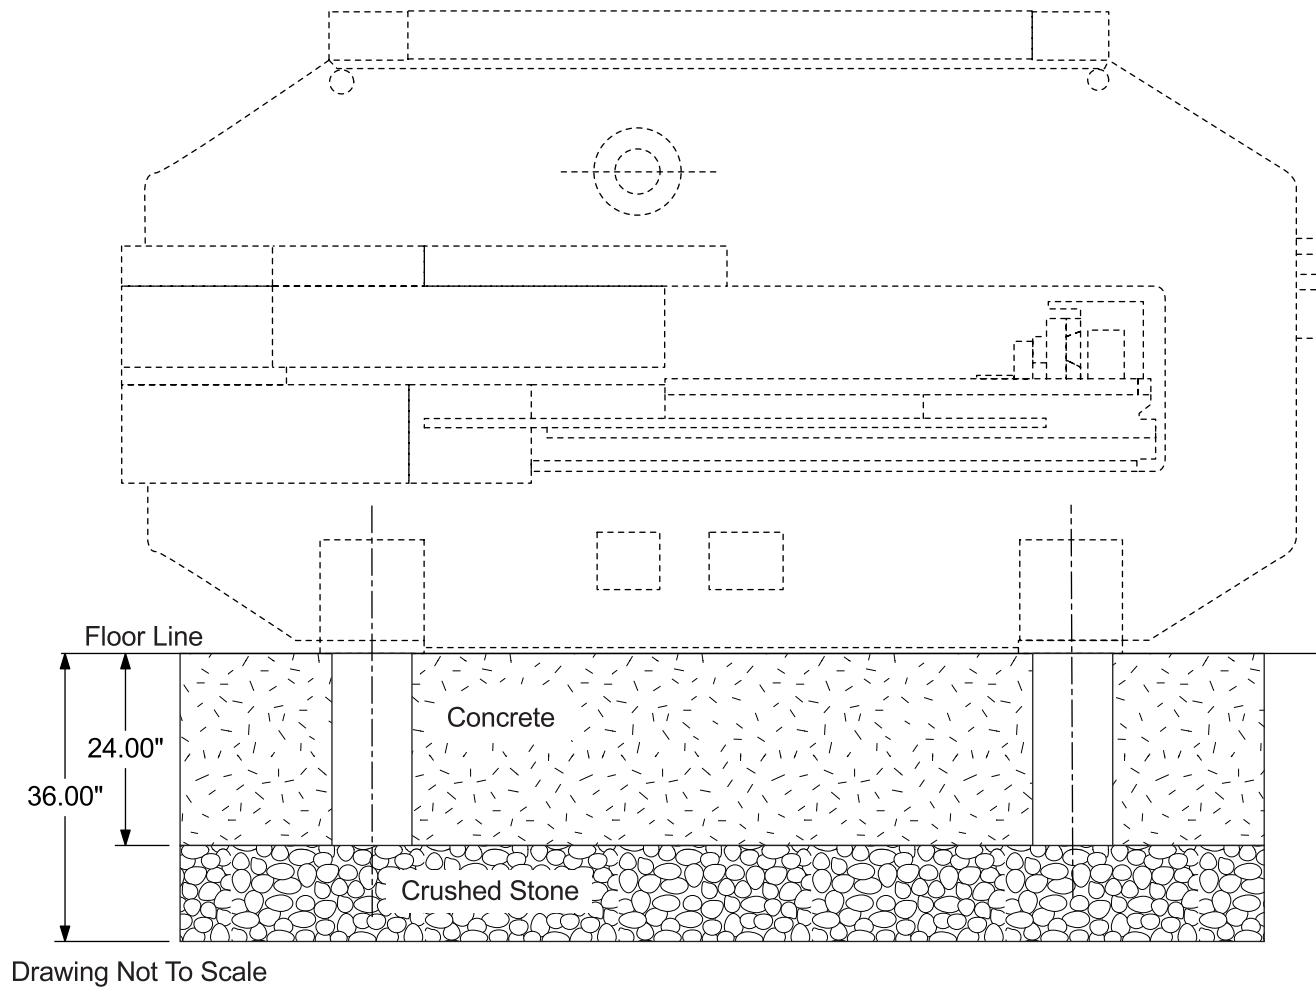 Floor Line
Concrete
24.00"
36.00"
Crushed Stone
Drawing Not To Scale